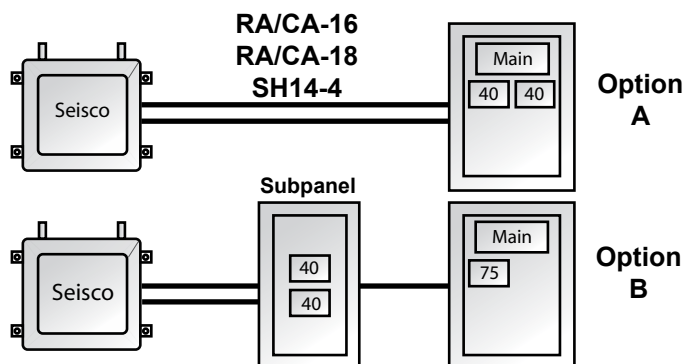 RA/CA-16
RA/CA-18
SH14-4
Seisco
Main
40 40
Option
A
Subpanel
Seisco
40
40
Main
75
Option
B